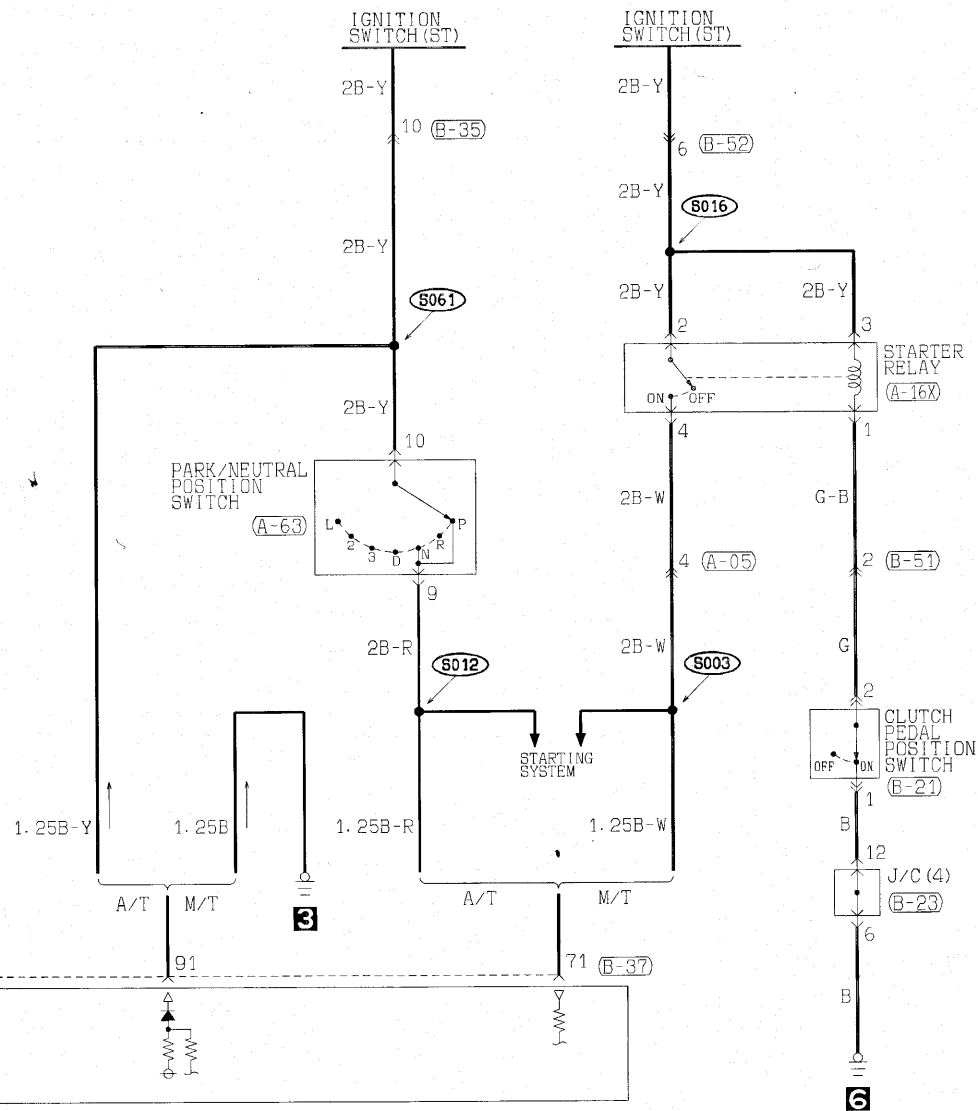 IGNITION
SWITCH(ST)
IGNITION
SWITCH(ST)
2B-Y
2B-Y
10
B-35
6
B-52
2B-Y
S016
2B-Y
2B-Y
2B-Y
S061
2
3
STARTER
RELAY
A-16X
ON
OFF
2B-Y
10
4
1
PARK/NEUTRAL
POSITION
SWITCH
A-63
L
2
3
D
N
R
P
2B-W
G-B
9
4
A-05
2
B-51
2B-R
2B-W
G
S012
S003
2
CLUTCH
PEDAL
POSITION
SWITCH
B-21
OFF
ON
STARTING
SYSTEM
1
1.25B-Y
1.25B
1.25B-R
1.25B-W
B
12
J/C(4)
B-23
A/T
M/T
3
A/T
M/T
6
91
71
B-37
B
6